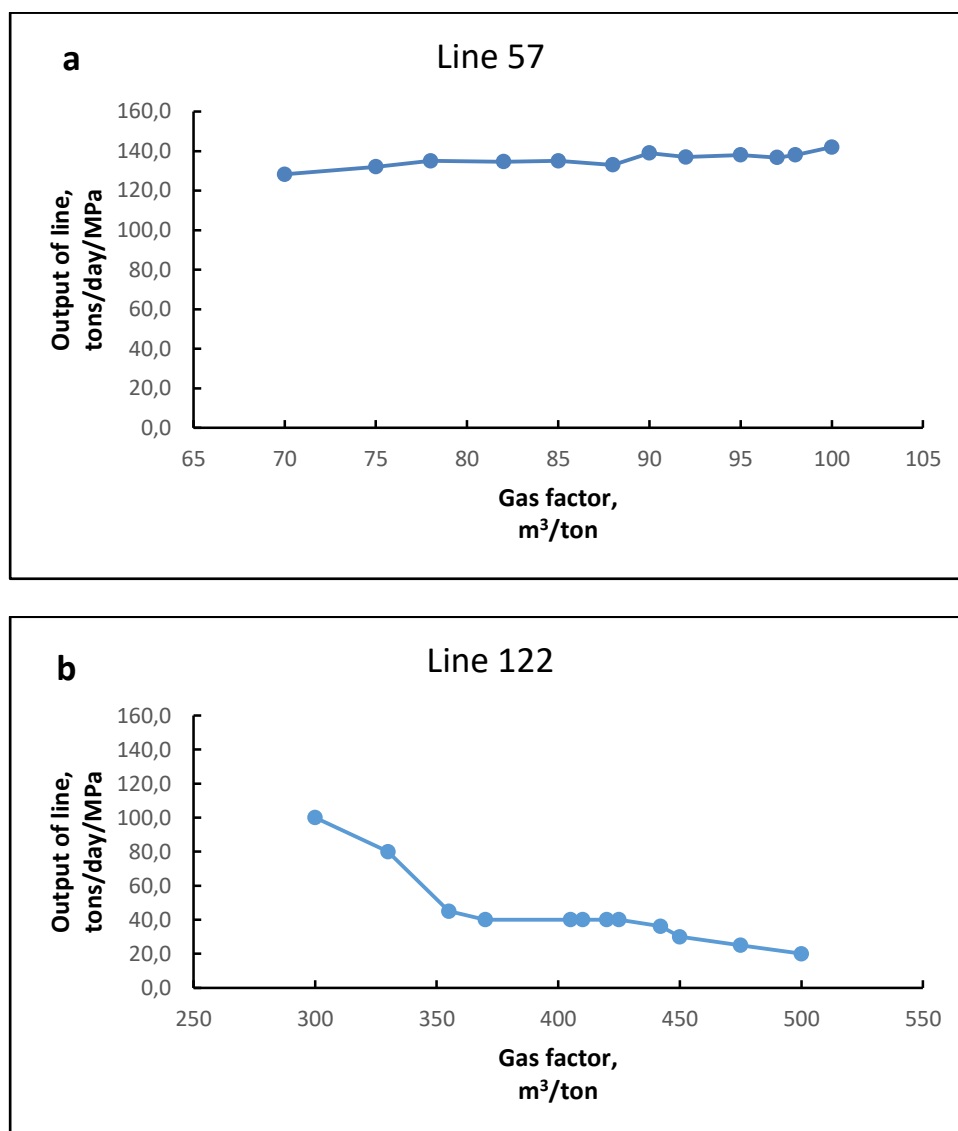 a
Line 57
160,0
140,0
120,0
100,0
80,0
60,0
40,0
20,0
0,0
Output of line,
tons/day/MPa
65 70 75 80 85 90 95 100 105
Gas factor,
m³/ton
b
Line 122
160,0
140,0
120,0
100,0
80,0
60,0
40,0
20,0
0,0
Output of line,
tons/day/MPa
250 300 350 400 450 500 550
Gas factor,
m³/ton